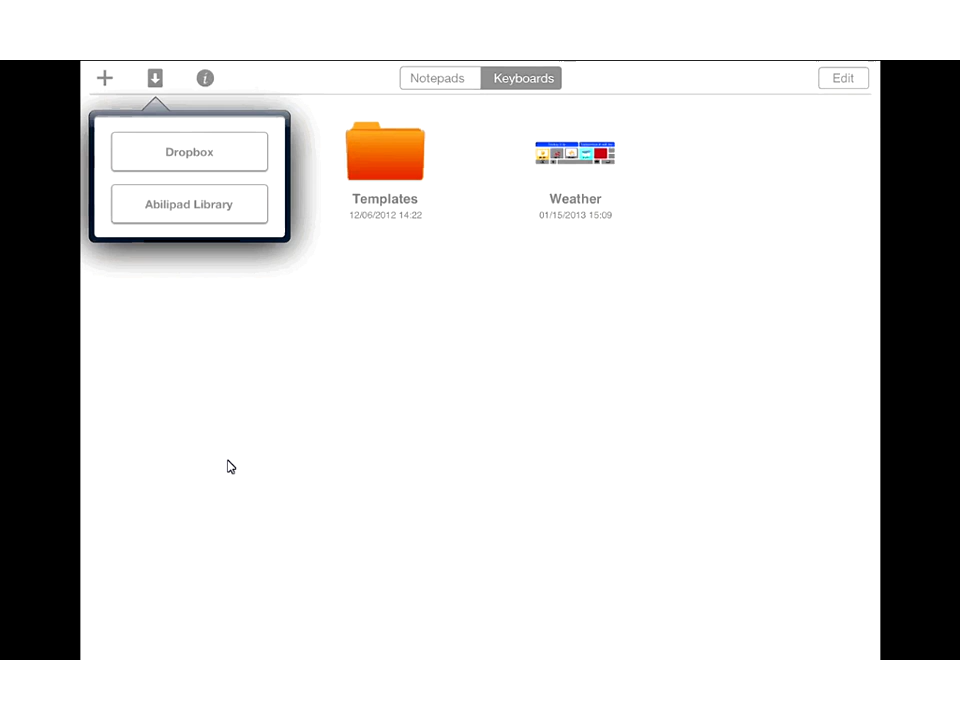 Notepads
Keyboards
Edit
Dropbox
Abilipad Library
Templates
12/06/2012 14:22
Weather
01/15/2013 15:09